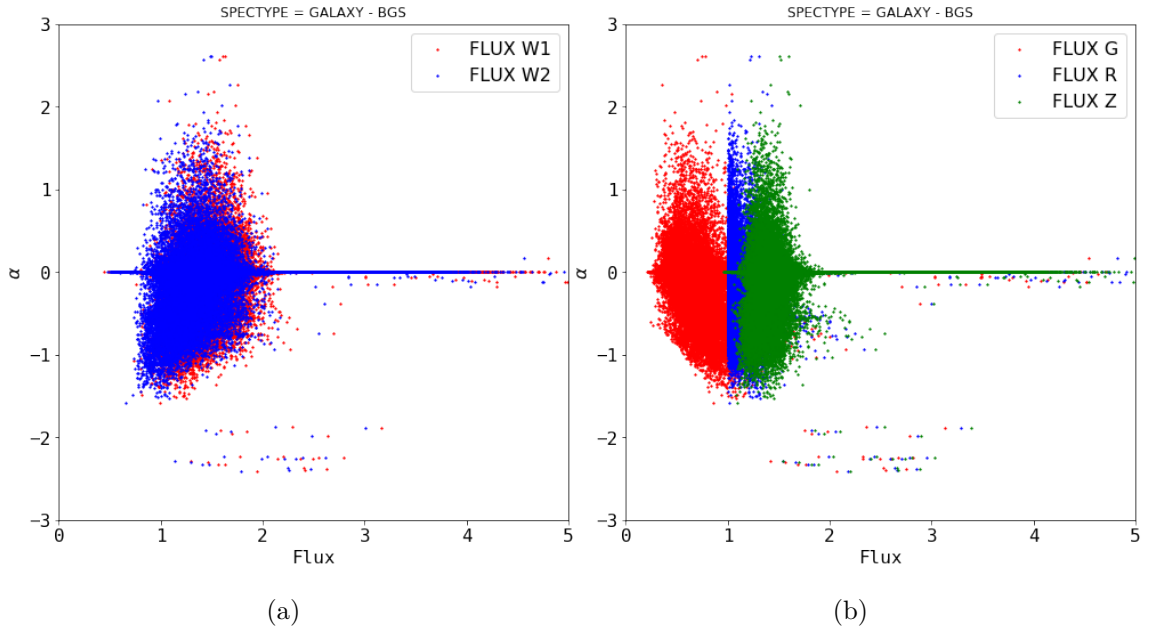 SPECTYPE = GALAXY - BGS
3
2
1
0
−1
−2
−3
α
0 1 2 3 4 5
Flux
FLUX W1
FLUX W2
(a)
SPECTYPE = GALAXY - BGS
3
2
1
0
−1
−2
−3
α
0 1 2 3 4 5
Flux
FLUX G
FLUX R
FLUX Z
(b)